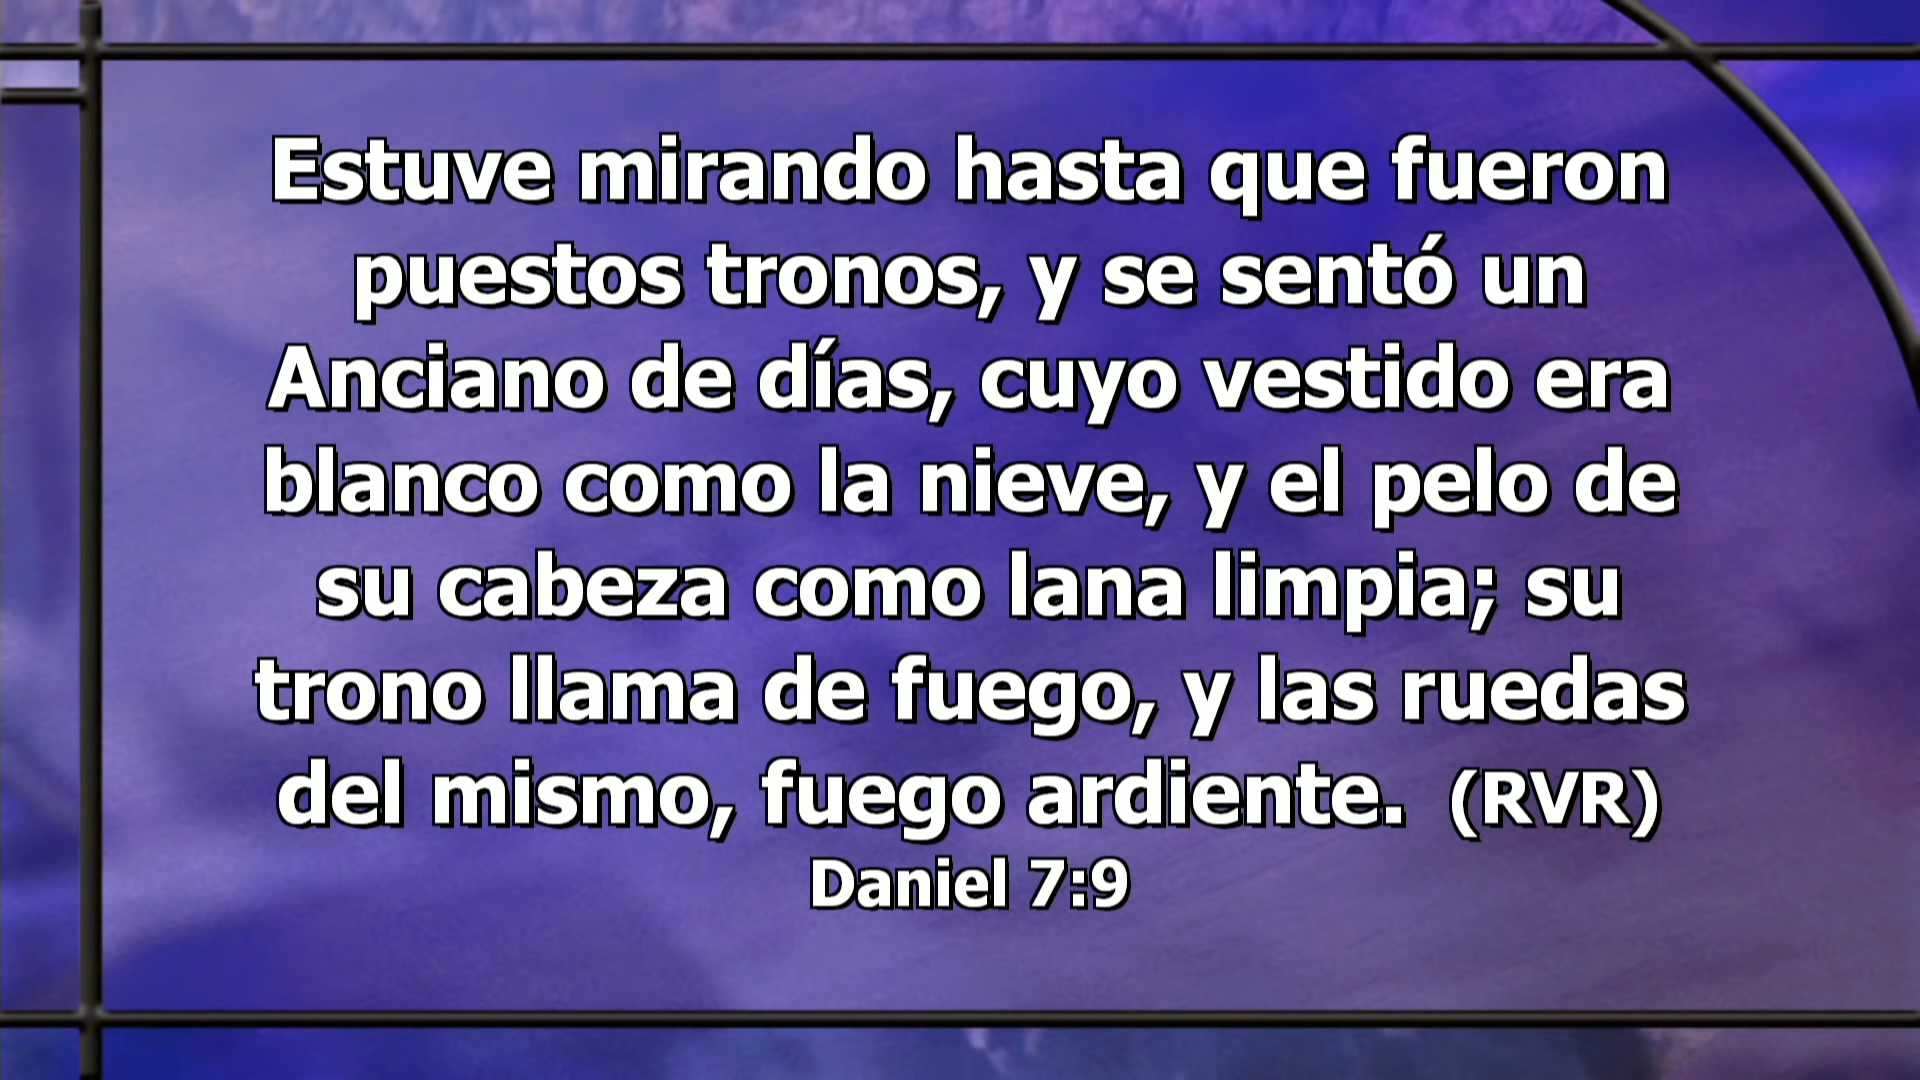 Estuve mirando hasta que fueron
puestos tronos, y se sentó un
Anciano de días, cuyo vestido era
blanco como la nieve, y el pelo de
su cabeza como lana limpia; su
trono llama de fuego, y las ruedas
del mismo, fuego ardiente. (RVR)
Daniel 7:9